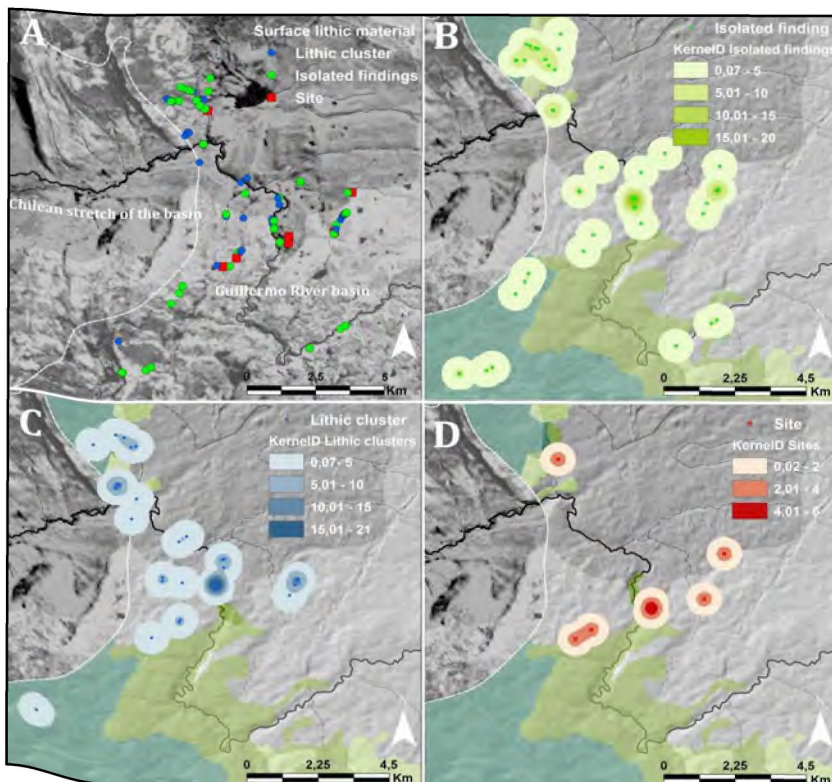 A
Surface lithic material
Lithic cluster
Isolated findings
Site
Chilean stretch of the basin
Guillermo River basin
0 2,5 5
Km
B
Isolated finding
KernelD Isolated findings
0,07 - 5
5,01 - 10
10,01 - 15
15,01 - 20
0 2,25 4,5
Km
C
Lithic cluster
KernelD Lithic clusters
0,07- 5
5,01 - 10
10,01 - 15
15,01 - 21
0 2,25 4,5
Km
D
Site
KernelD Sites
0,02 - 2
2,01 - 4
4,01 - 6
0 2,25 4,5
Km